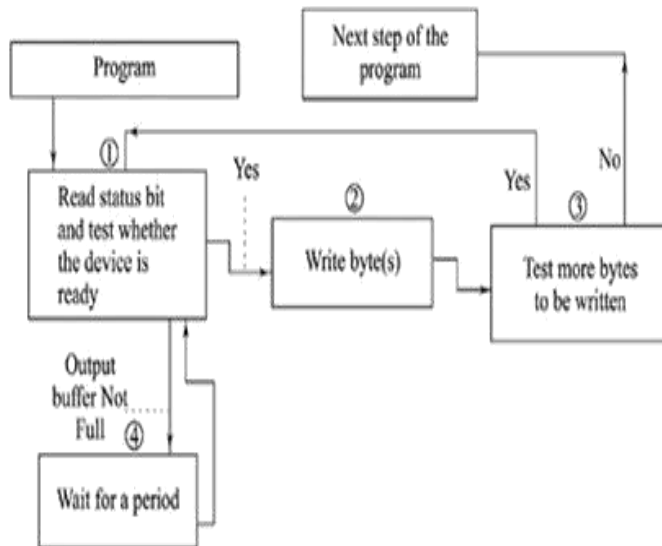 Program
Next step of the
program
①
Read status bit
and test whether
the device is
ready
Yes
②
Write byte(s)
Yes
No
③
Test more bytes
to be written
Output
buffer Not
Full
④
Wait for a period